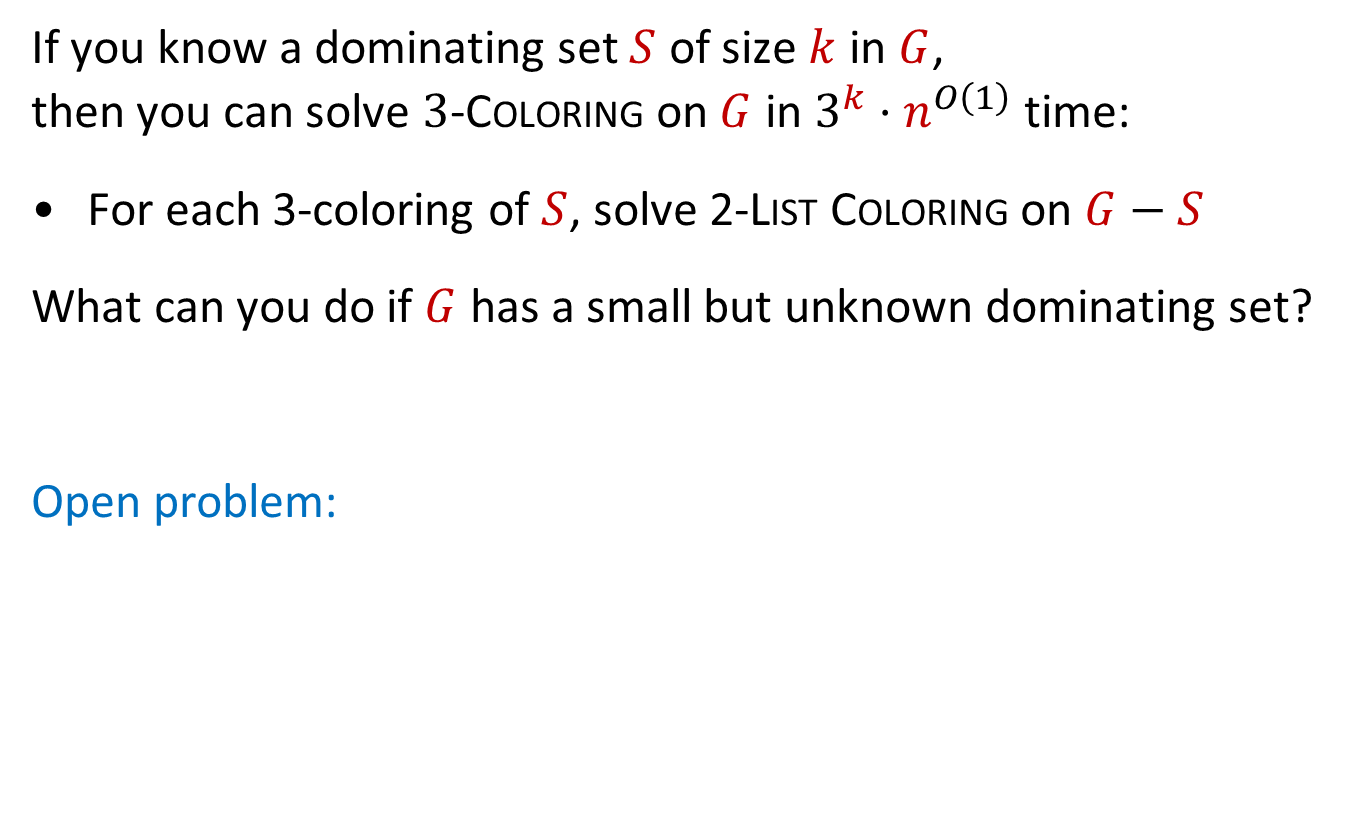 If you know a dominating set S of size k in G,
then you can solve 3-COLORING on G in 3^k · n^{O(1)} time:
• For each 3-coloring of S, solve 2-LIST COLORING on G − S
What can you do if G has a small but unknown dominating set?
Open problem: